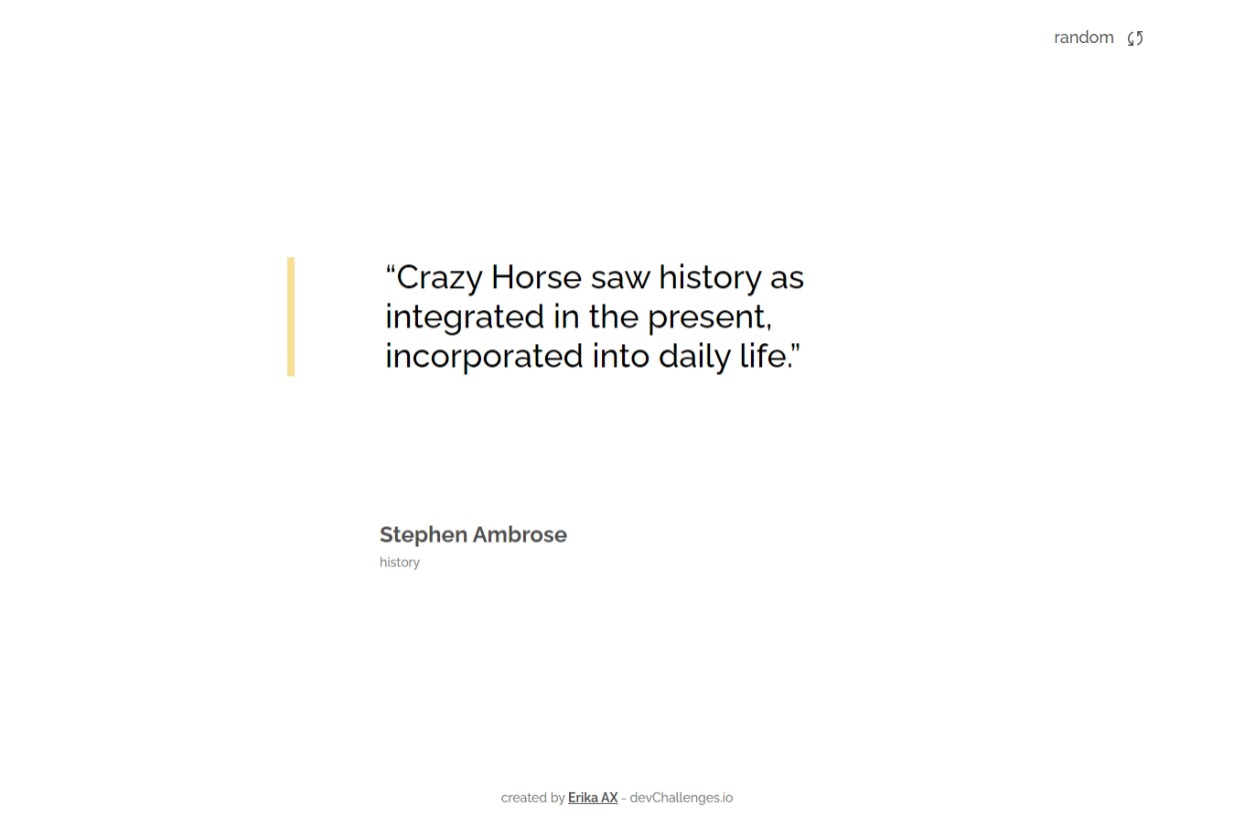 random
“Crazy Horse saw history as
integrated in the present,
incorporated into daily life.”
Stephen Ambrose
history
created by Erika AX - devChallenges.io